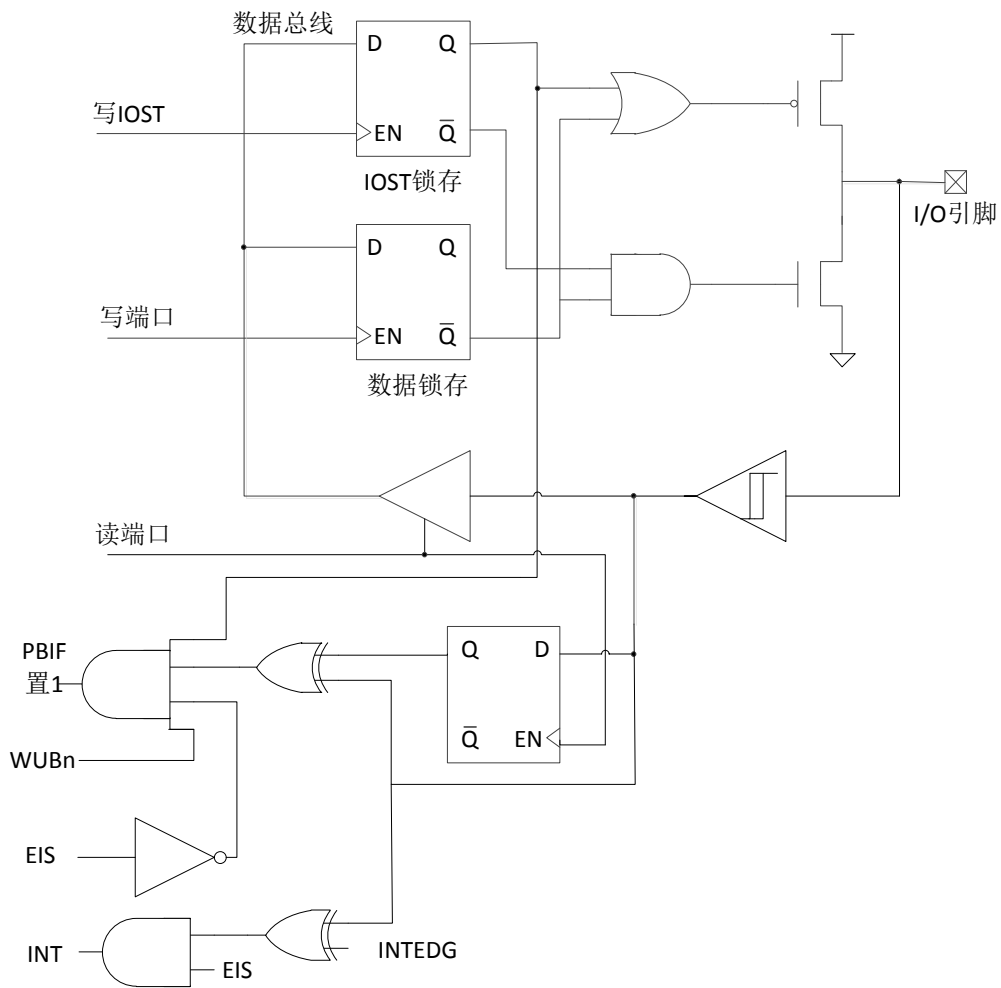 数据总线
D Q
写IOST
EN Q̅
IOST锁存
I/O引脚
D Q
写端口
EN Q̅
数据锁存
读端口
Q D
PBIF
置1
Q̅ EN
WUBn
EIS
INTEDG
INT
EIS